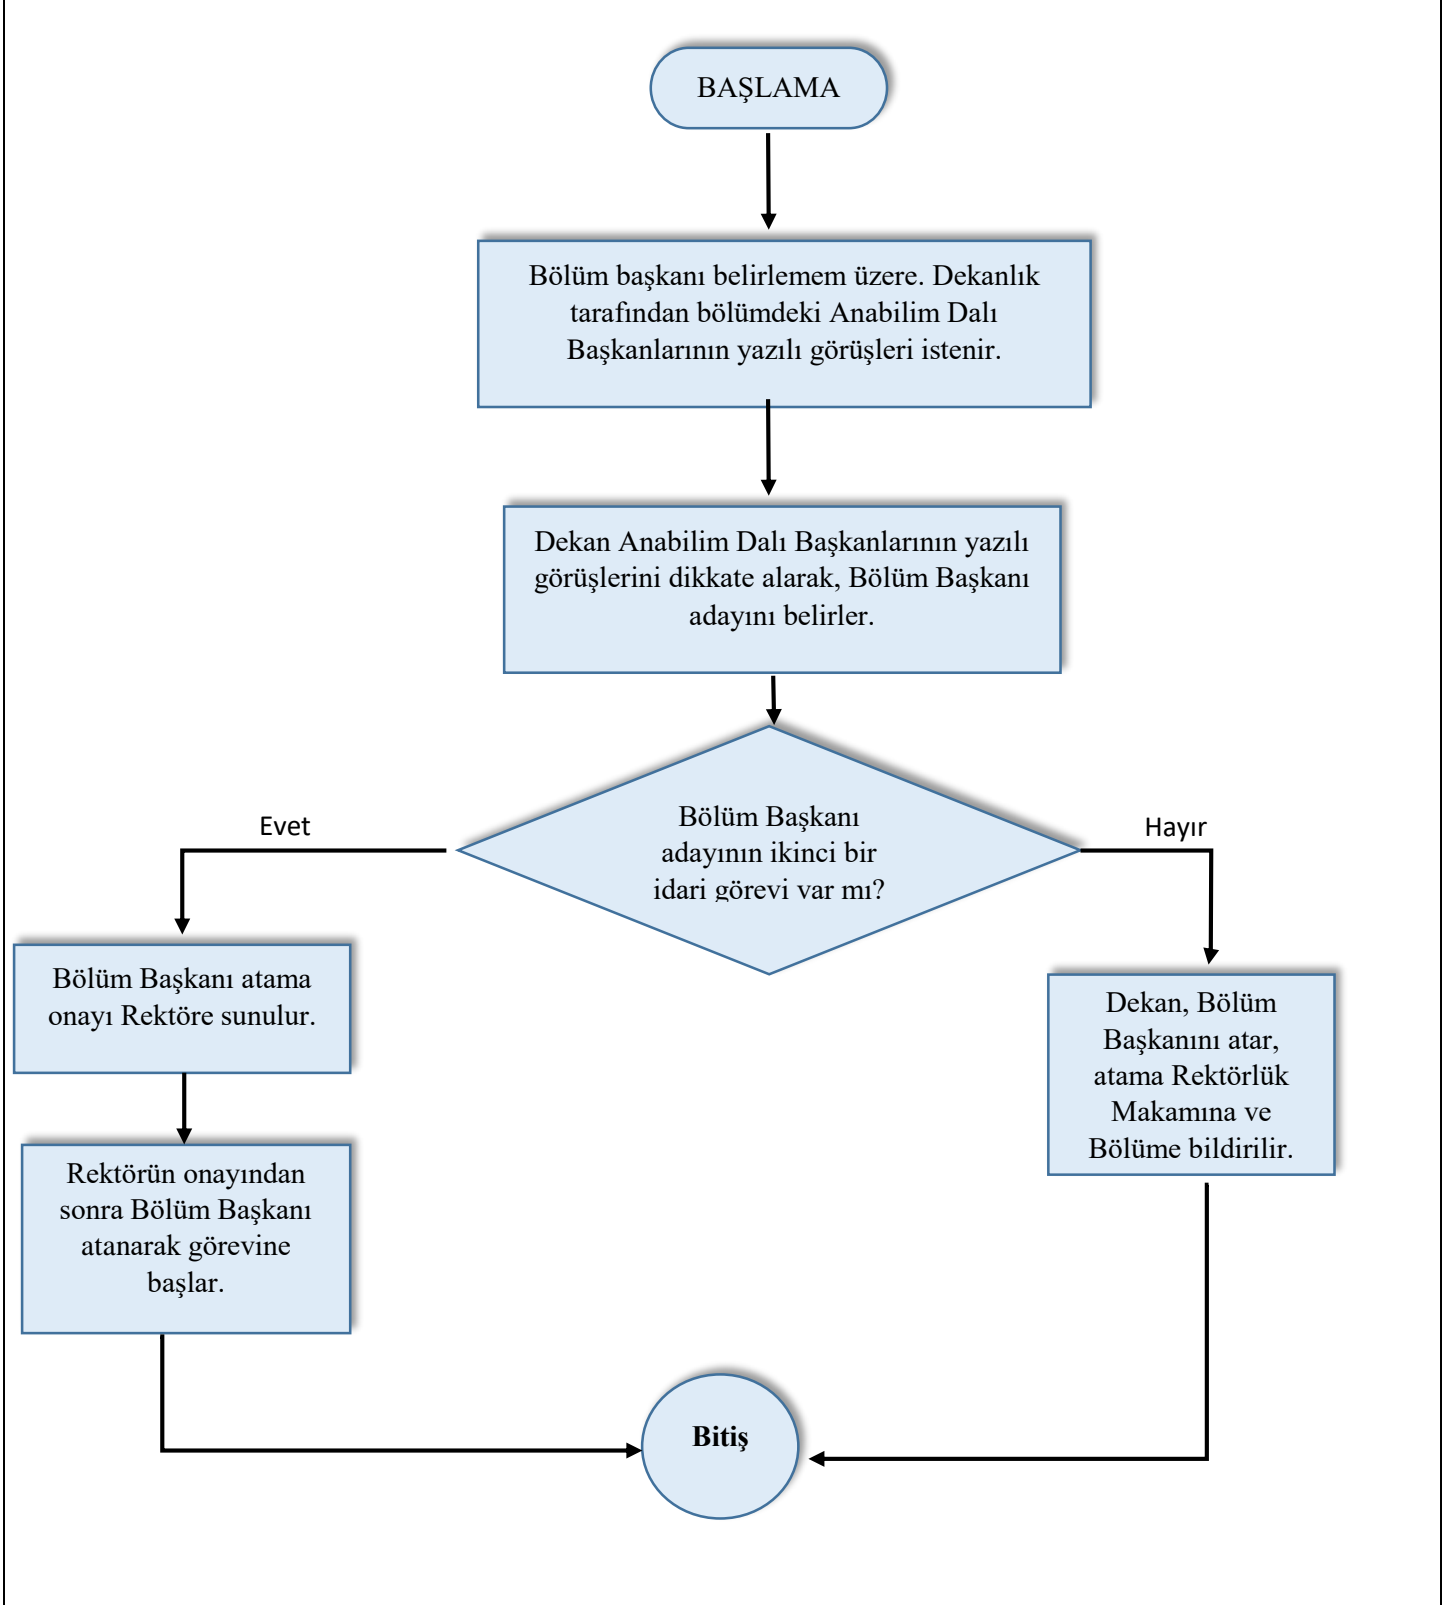 BAŞLAMA
Bölüm başkanı belirlemem üzere. Dekanlık
tarafından bölümdeki Anabilim Dalı
Başkanlarının yazılı görüşleri istenir.
Dekan Anabilim Dalı Başkanlarının yazılı
görüşlerini dikkate alarak, Bölüm Başkanı
adayını belirler.
Bölüm Başkanı
adayının ikinci bir
idari görevi var mı?
Evet
Hayır
Bölüm Başkanı atama
onayı Rektöre sunulur.
Rektörün onayından
sonra Bölüm Başkanı
atanarak görevine
başlar.
Dekan, Bölüm
Başkanını atar,
atama Rektörlük
Makamına ve
Bölüme bildirilir.
Bitiş